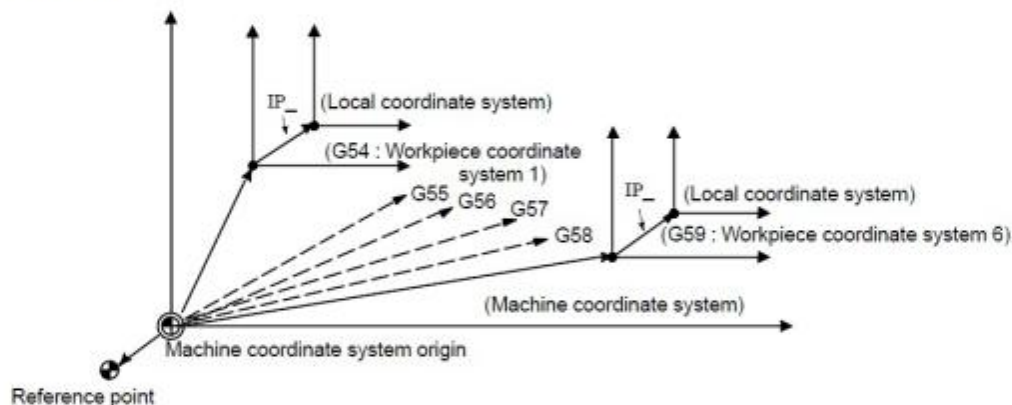 IP_
(Local coordinate system)
(G54 : Workpiece coordinate
system 1)
G55
G56
G57
G58
IP_
(Local coordinate system)
(G59 : Workpiece coordinate system 6)
(Machine coordinate system)
Machine coordinate system origin
Reference point